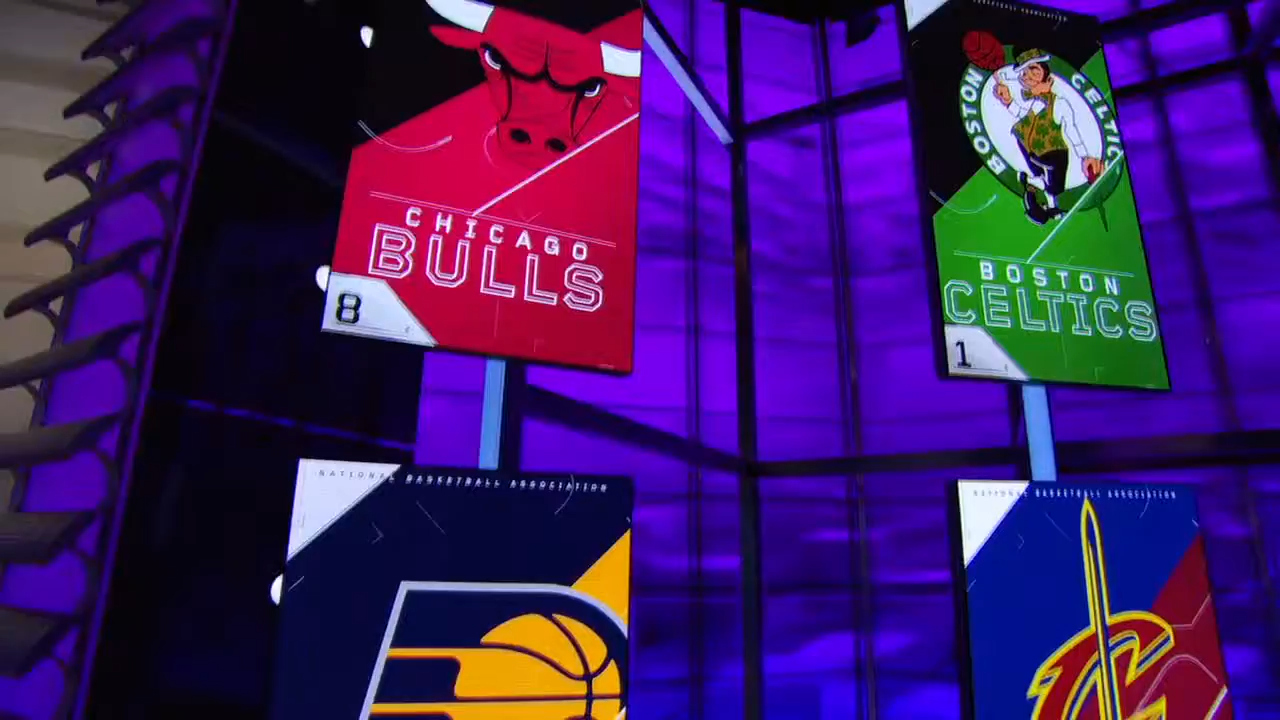 CHICAGO
BULLS
8
NATIONAL BASKETBALL ASSOCIATION
BOSTON CELTICS
BOSTON
CELTICS
1
NATIONAL BASKETBALL ASSOCIATION